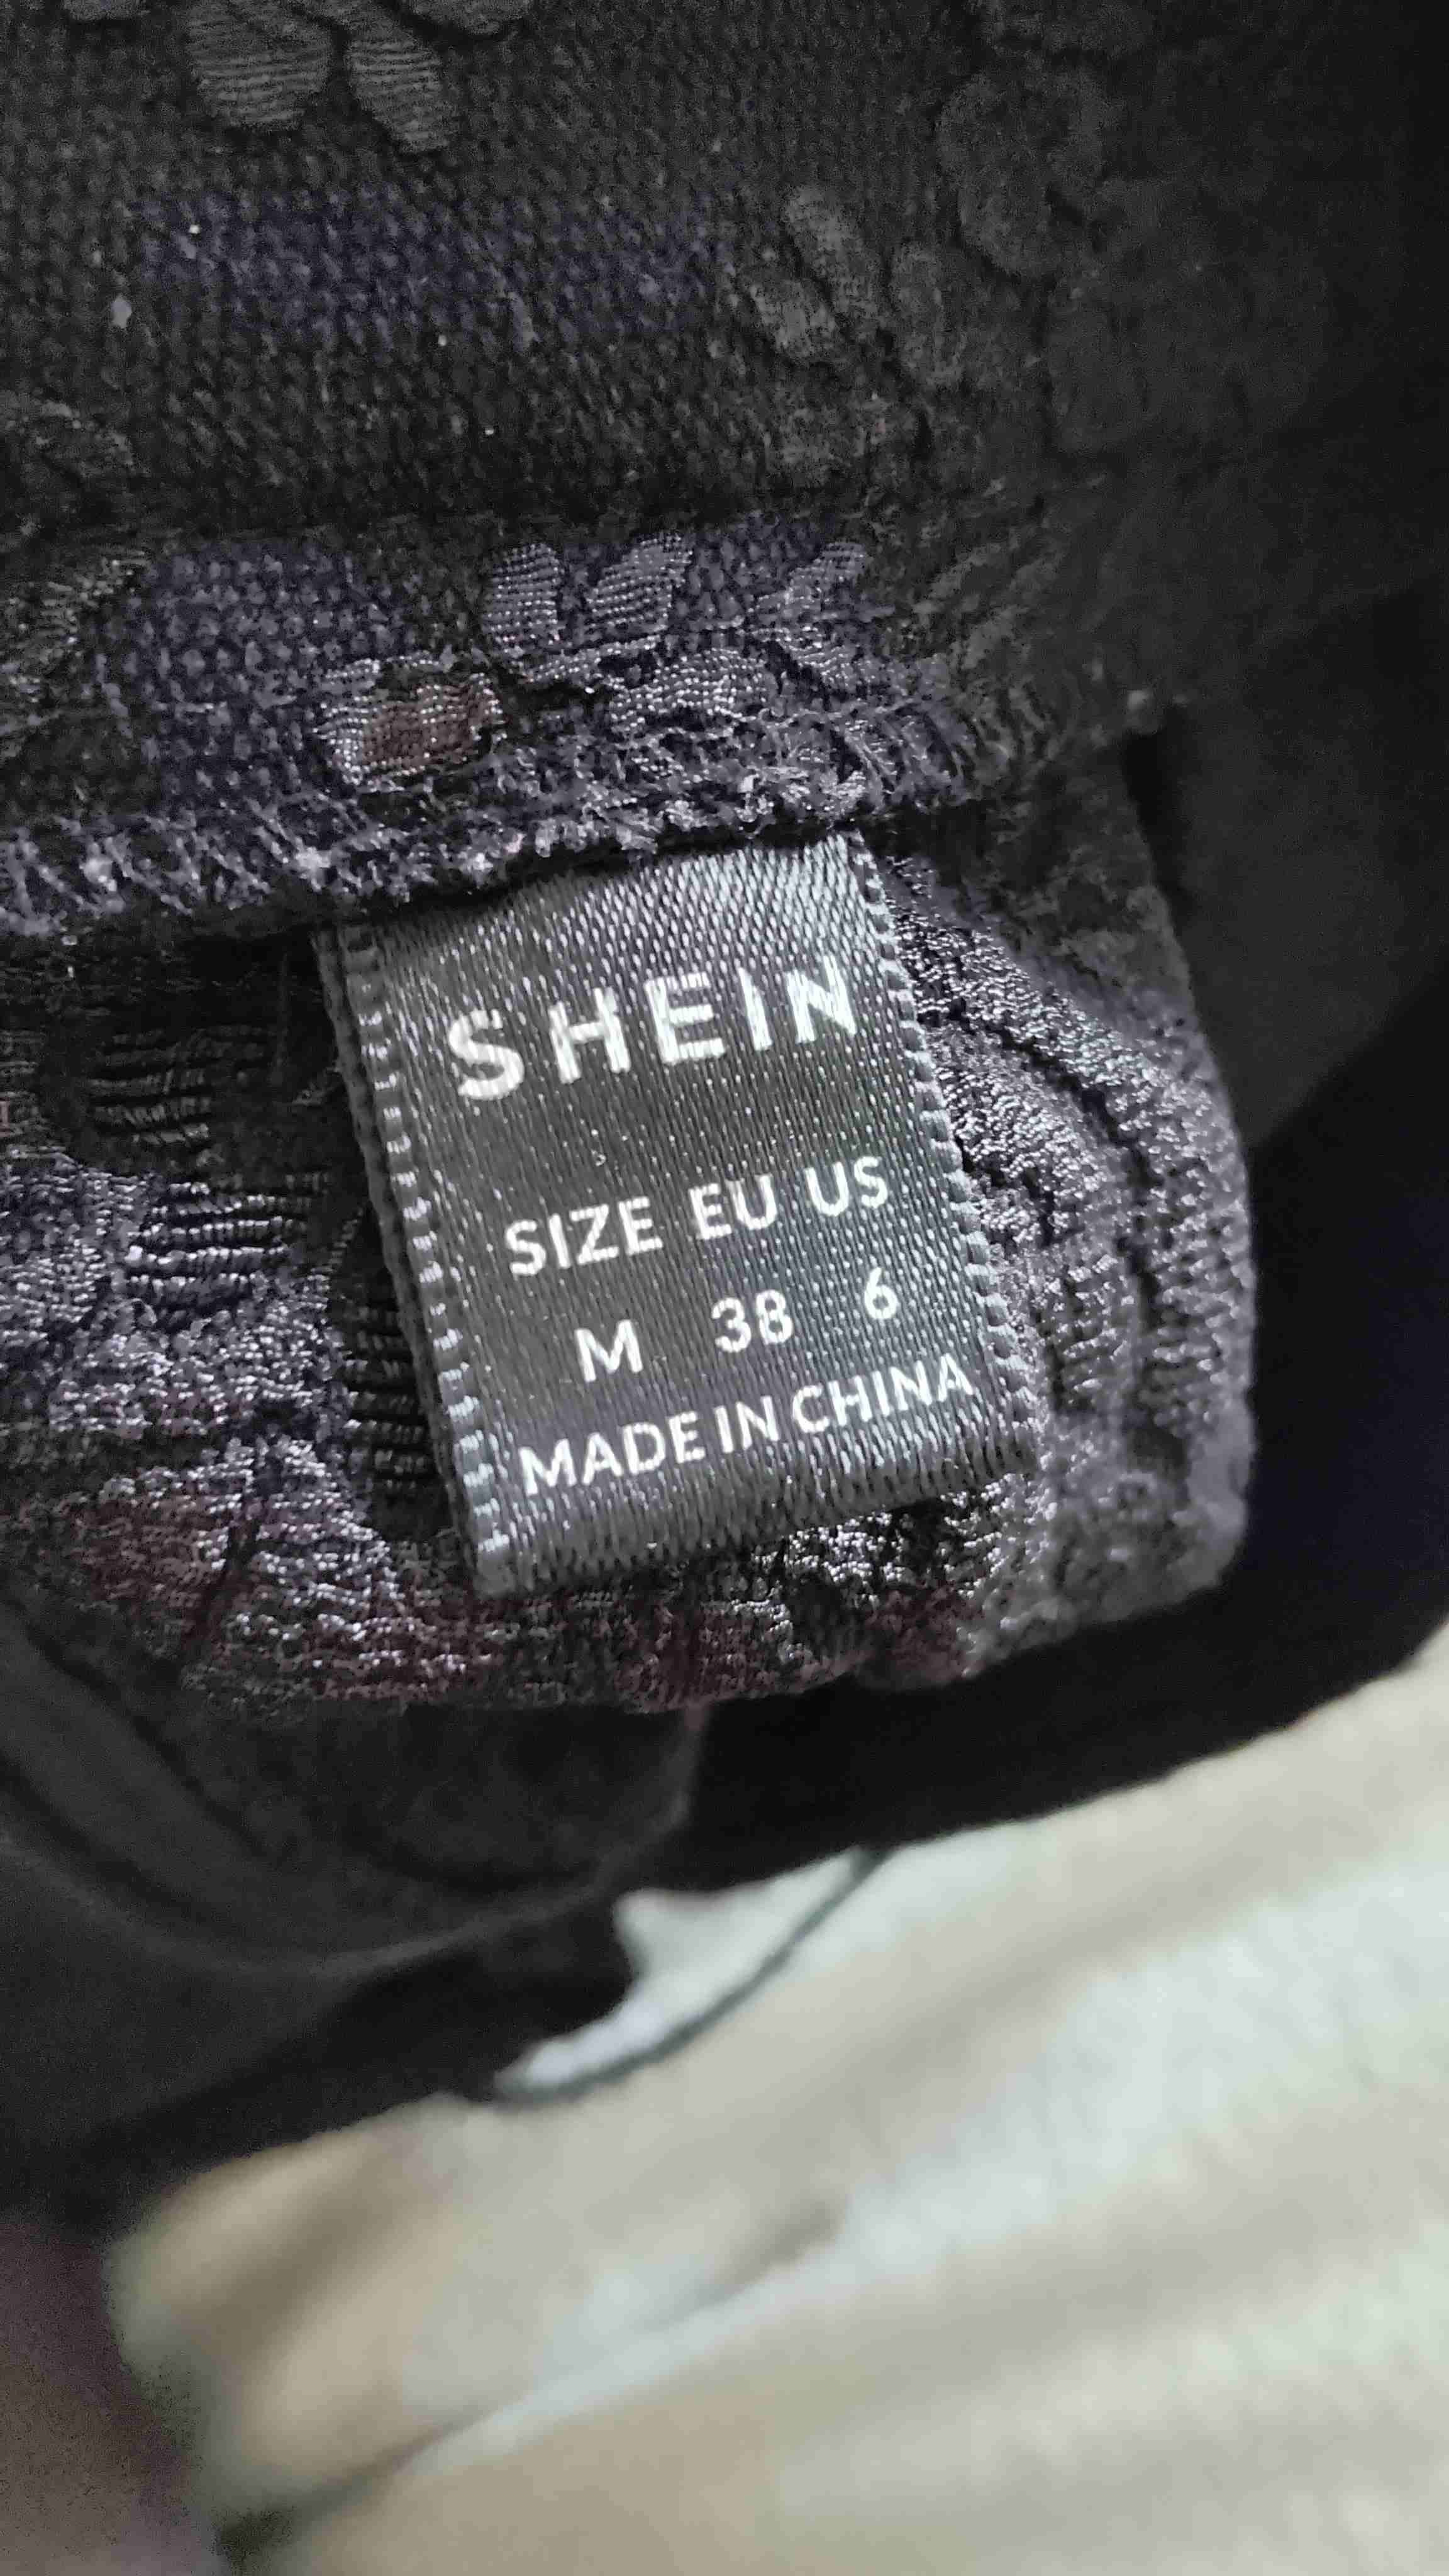 SHEIN
SIZE EU US
M 38 6
MADE IN CHINA